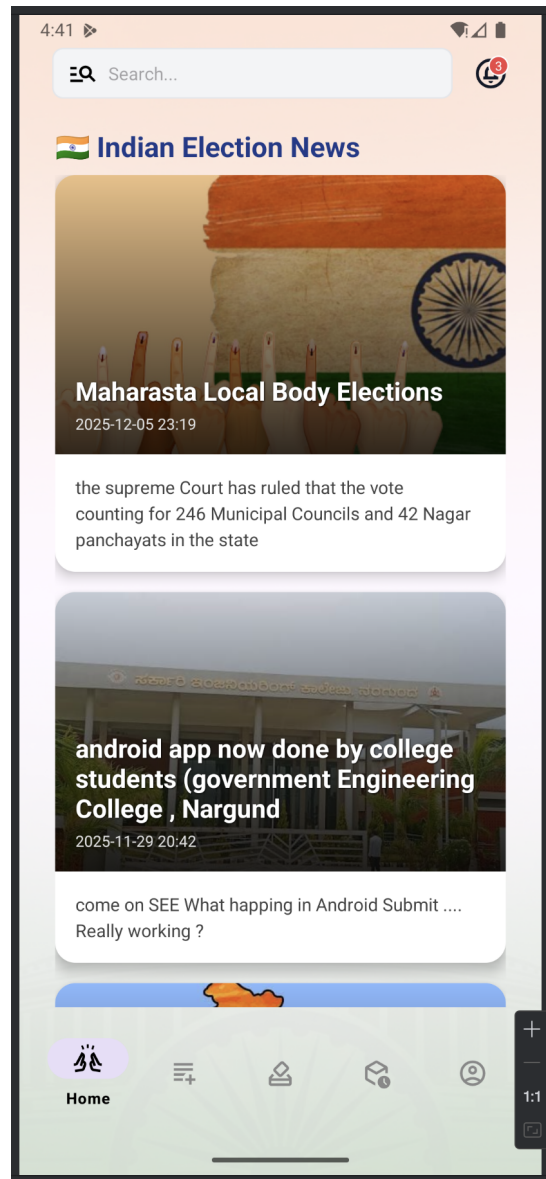 4:41
Search...
3
Indian Election News
Maharasta Local Body Elections
2025-12-05 23:19
the supreme Court has ruled that the vote
counting for 246 Municipal Councils and 42 Nagar
panchayats in the state
ಸರ್ಕಾರಿ ಇಂಜಿನಿಯರಿಂಗ್ ಕಾಲೇಜು, ನರಗುಂದ
android app now done by college
students (government Engineering
College , Nargund
2025-11-29 20:42
come on SEE What happing in Android Submit ....
Really working ?
Home
1:1